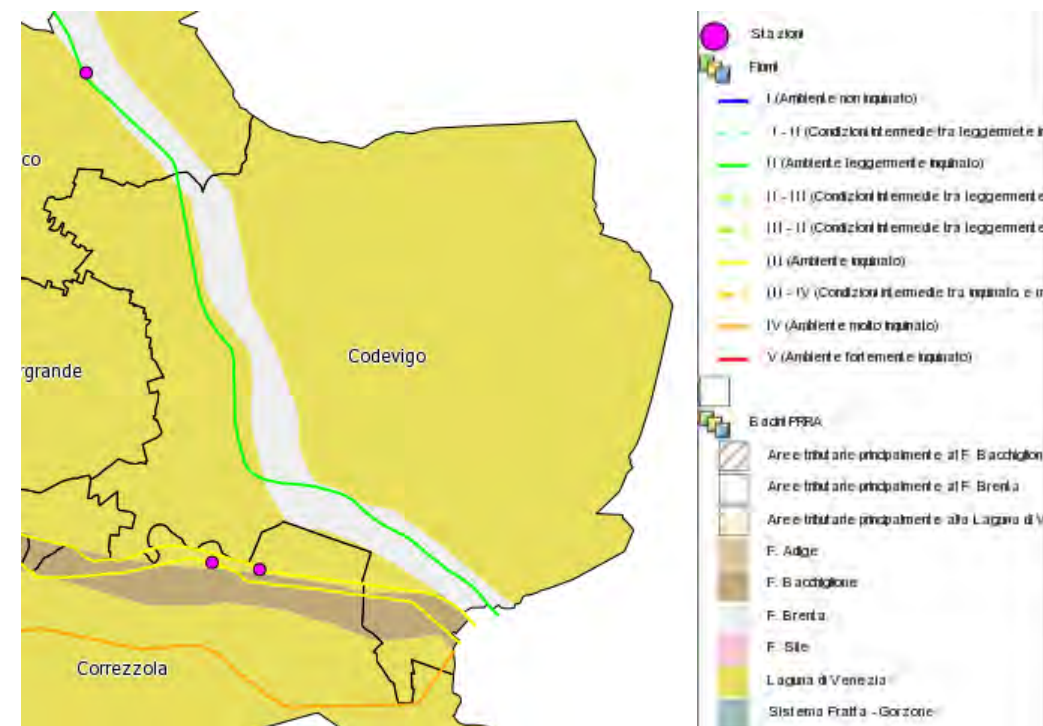 co
rgrande
Codevigo
Correzzola
Stazioni
Fiumi
I (Ambiente non inquinato)
I - II (Condizioni intermedie tra leggermete i
II (Ambiente leggermente inquinato)
II - III (Condizioni intermedie tra leggermente
III - II (Condizioni intermedie tra leggermente
III (Ambiente inquinato)
III - IV (Condizioni intermedie tra inquinato e m
IV (Ambiente molto inquinato)
V (Ambiente fortemente inquinato)
Bacini PRRA
Aree tributarie principalmente al F. Bacchiglion
Aree tributarie principalmente al F. Brenta
Aree tributarie principalmente alla Laguna di V
F. Adige
F. Bacchiglione
F. Brenta
F. Sile
Laguna di Venezia
Sistema Fratta - Gorzone